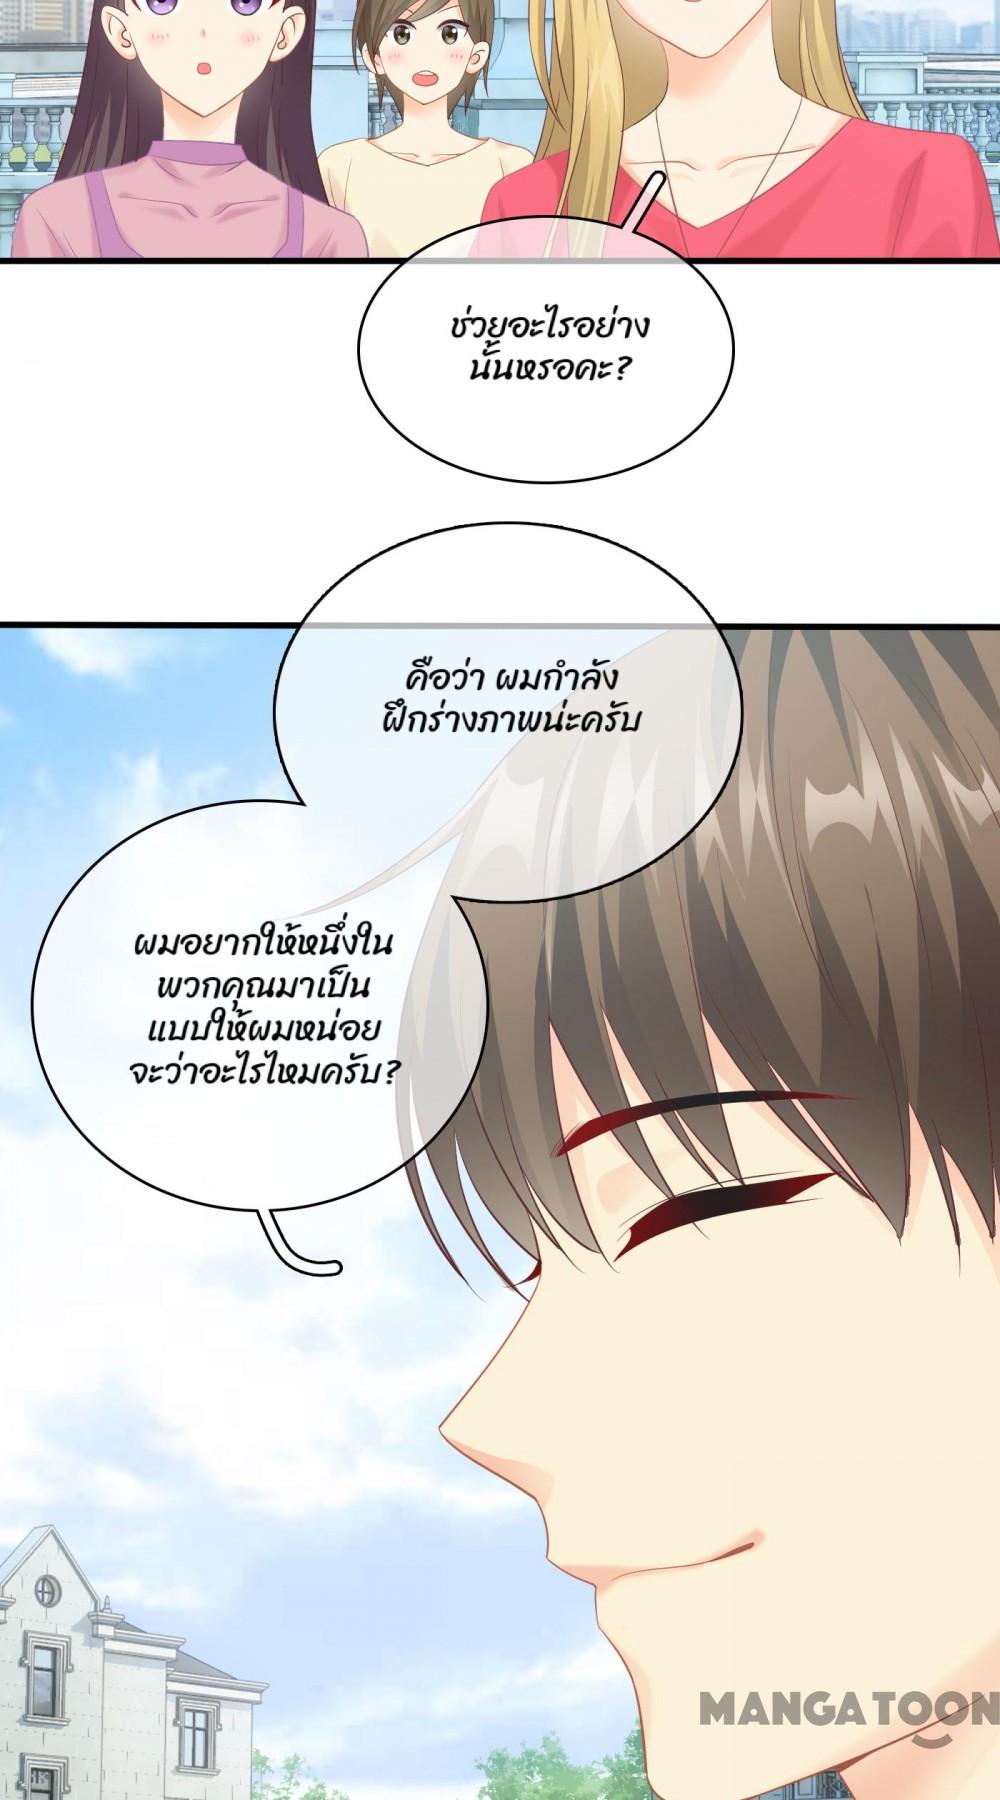 ช่วยอะไรอย่าง
นั้นหรอคะ?
คือว่า ผมกำลัง
ฝึกร่างภาพน่ะครับ
ผมอยากให้หนึ่งใน
พวกคุณมาเป็น
แบบให้ผมหน่อย
จะว่าอะไรไหมครับ?
MANGATOON